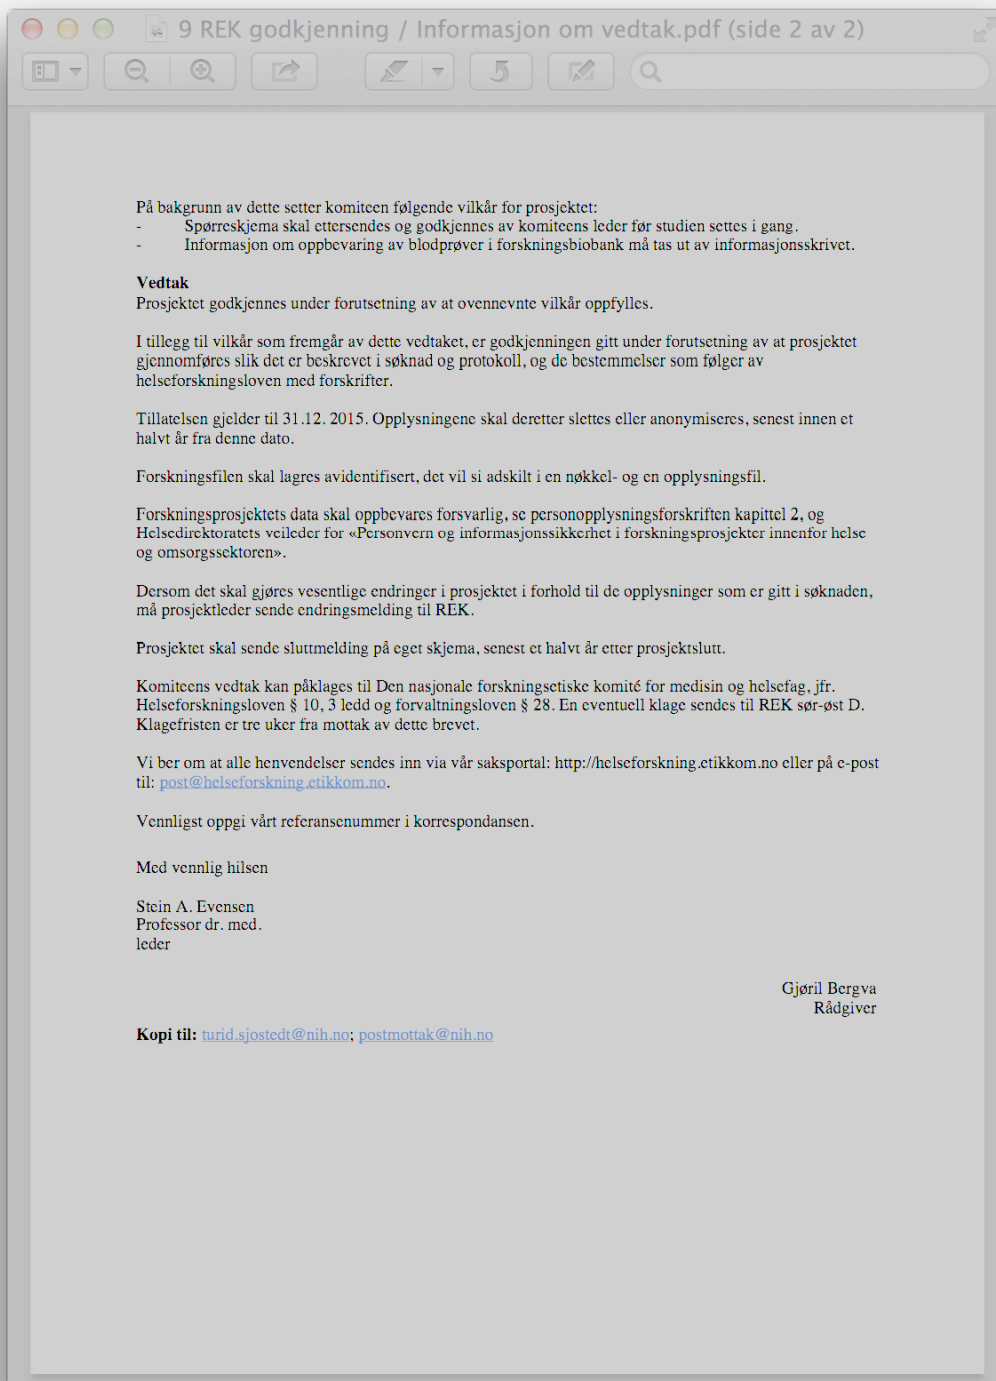 9 REK godkjenning / Informasjon om vedtak.pdf (side 2 av 2)
På bakgrunn av dette setter komiteen følgende vilkår for prosjektet:
- Spørreskjema skal ettersendes og godkjennes av komiteens leder før studien settes i gang.
- Informasjon om oppbevaring av blodprøver i forskningsbiobank må tas ut av informasjonsskrivet.
Vedtak
Prosjektet godkjennes under forutsetning av at ovennevnte vilkår oppfylles.
I tillegg til vilkår som fremgår av dette vedtaket, er godkjenningen gitt under forutsetning av at prosjektet
gjennomføres slik det er beskrevet i søknad og protokoll, og de bestemmelser som følger av
helseforskningsloven med forskrifter.
Tillatelsen gjelder til 31.12. 2015. Opplysningene skal deretter slettes eller anonymiseres, senest innen et
halvt år fra denne dato.
Forskningsfilen skal lagres avidentifisert, det vil si adskilt i en nøkkel- og en opplysningsfil.
Forskningsprosjektets data skal oppbevares forsvarlig, se personopplysningsforskriften kapittel 2, og
Helsedirektoratets veileder for «Personvern og informasjonssikkerhet i forskningsprosjekter innenfor helse
og omsorgssektoren».
Dersom det skal gjøres vesentlige endringer i prosjektet i forhold til de opplysninger som er gitt i søknaden,
må prosjektleder sende endringsmelding til REK.
Prosjektet skal sende sluttmelding på eget skjema, senest et halvt år etter prosjektslutt.
Komiteens vedtak kan påklages til Den nasjonale forskningsetiske komité for medisin og helsefag, jfr.
Helseforskningsloven § 10, 3 ledd og forvaltningsloven § 28. En eventuell klage sendes til REK sør-øst D.
Klagefristen er tre uker fra mottak av dette brevet.
Vi ber om at alle henvendelser sendes inn via vår saksportal: http://helseforskning.etikkom.no eller på e-post
til: post@helseforskning.etikkom.no.
Vennligst oppgi vårt referansenummer i korrespondansen.
Med vennlig hilsen
Stein A. Evensen
Professor dr. med.
leder
Gjøril Bergva
Rådgiver
Kopi til: turid.sjostedt@nih.no; postmottak@nih.no